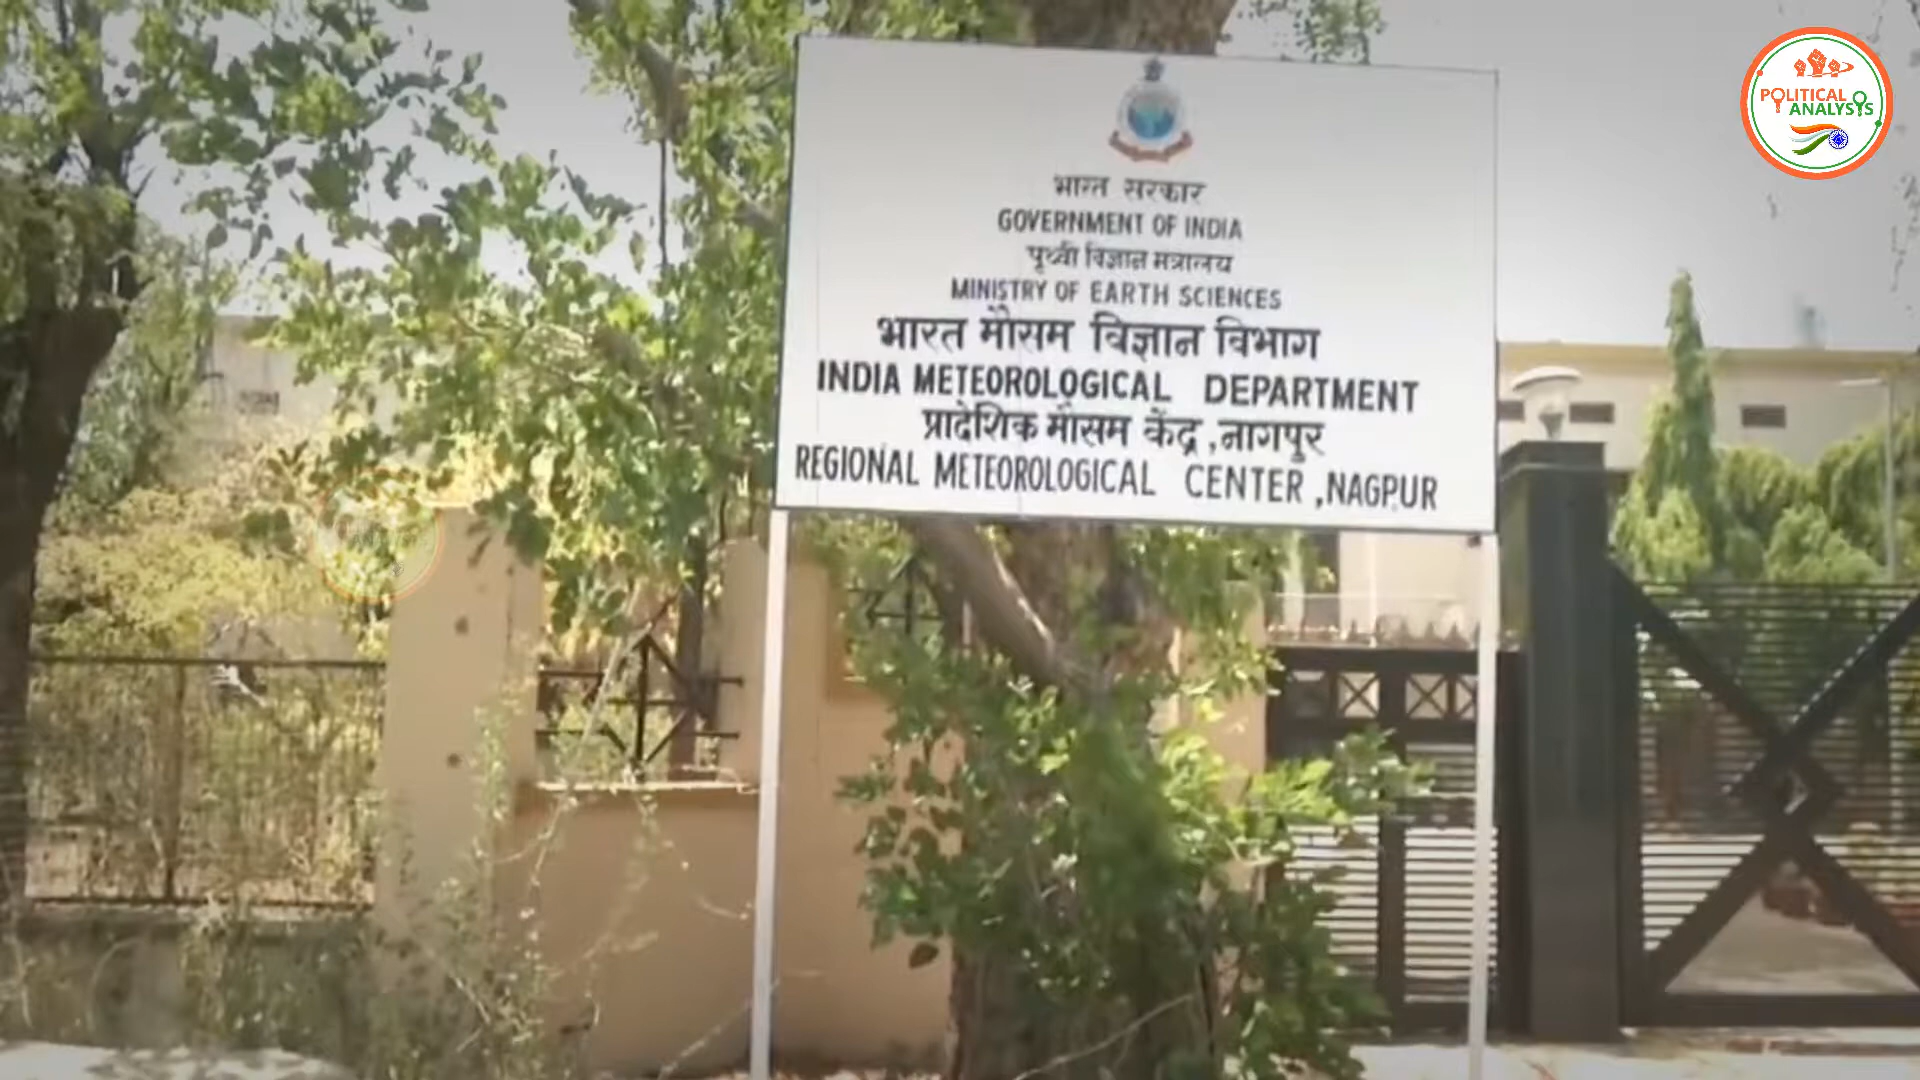 भारत सरकार
GOVERNMENT OF INDIA
पृथ्वी विज्ञान मंत्रालय
MINISTRY OF EARTH SCIENCES
भारत मौसम विज्ञान विभाग
INDIA METEOROLOGICAL DEPARTMENT
प्रादेशिक मौसम केंद्र ,नागपुर
REGIONAL METEOROLOGICAL CENTER ,NAGPUR
POLITICAL
ANALYSIS